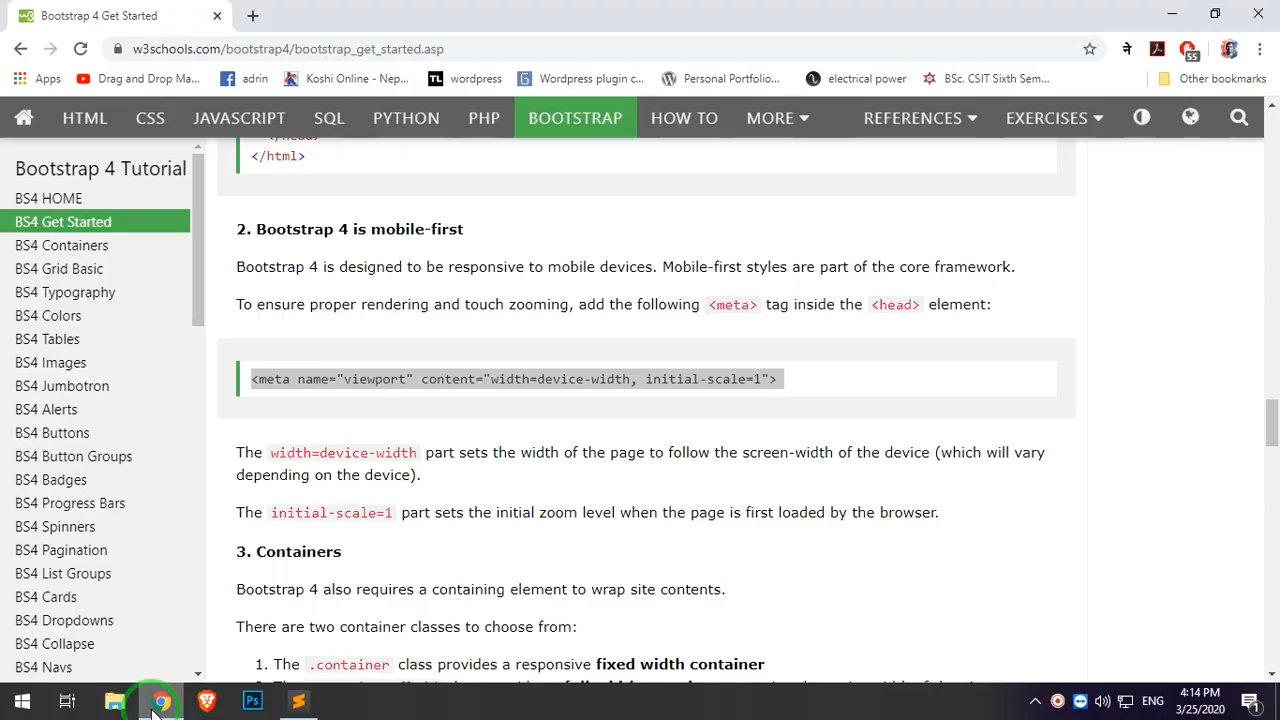 Bootstrap 4 Get Started
w3schools.com/bootstrap4/bootstrap_get_started.asp
ने
55
Apps
Drag and Drop Ma...
adrin
Koshi Online - Nep...
TL wordpress
Wordpress plugin c...
Personal Portfolio...
electrical power
BSc. CSIT Sixth Sem...
Other bookmarks
HTML CSS JAVASCRIPT SQL PYTHON PHP BOOTSTRAP HOW TO MORE REFERENCES EXERCISES
Bootstrap 4 Tutorial
BS4 HOME
BS4 Get Started
BS4 Containers
BS4 Grid Basic
BS4 Typography
BS4 Colors
BS4 Tables
BS4 Images
BS4 Jumbotron
BS4 Alerts
BS4 Buttons
BS4 Button Groups
BS4 Badges
BS4 Progress Bars
BS4 Spinners
BS4 Pagination
BS4 List Groups
BS4 Cards
BS4 Dropdowns
BS4 Collapse
BS4 Navs
</html>
2. Bootstrap 4 is mobile-first
Bootstrap 4 is designed to be responsive to mobile devices. Mobile-first styles are part of the core framework.
To ensure proper rendering and touch zooming, add the following <meta> tag inside the <head> element:
<meta name="viewport" content="width=device-width, initial-scale=1">
The width=device-width part sets the width of the page to follow the screen-width of the device (which will vary
depending on the device).
The initial-scale=1 part sets the initial zoom level when the page is first loaded by the browser.
3. Containers
Bootstrap 4 also requires a containing element to wrap site contents.
There are two container classes to choose from:
1. The .container class provides a responsive fixed width container
Ps
ENG
4:14 PM
3/25/2020
1